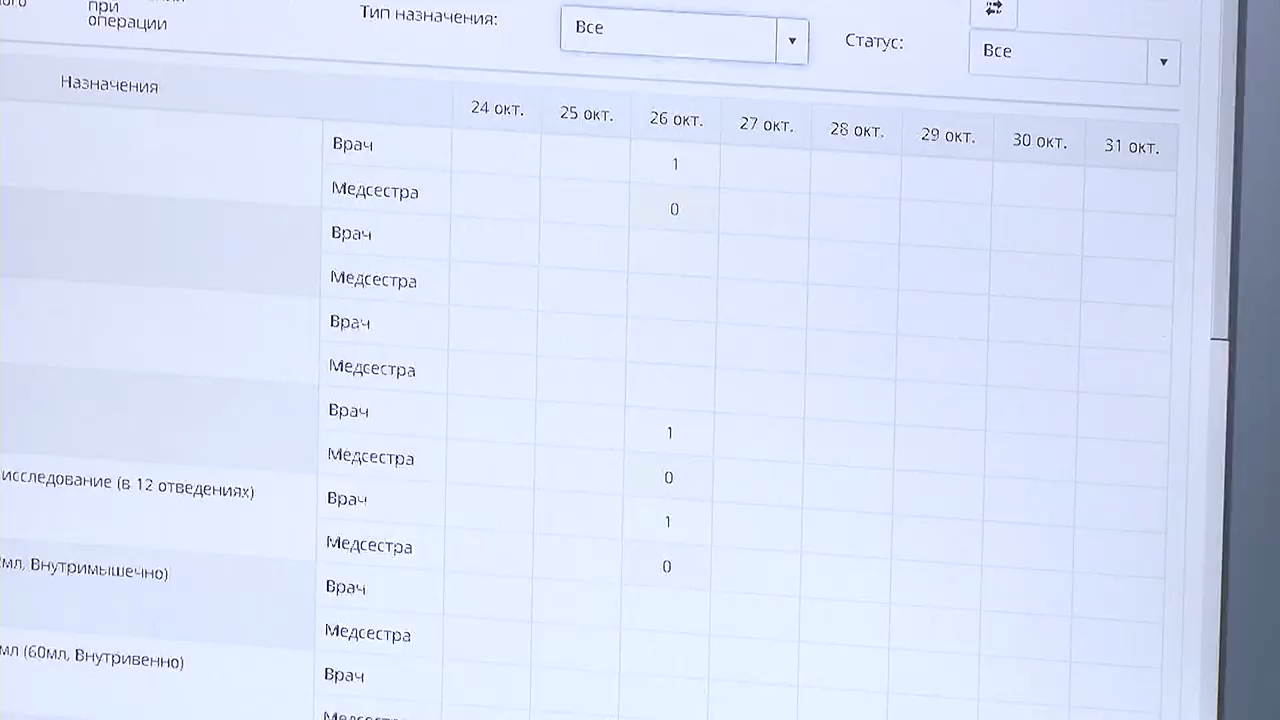 при
операции
Тип назначения:
Все
Статус:
Все
Назначения
24 окт.
25 окт.
26 окт.
27 окт.
28 окт.
29 окт.
30 окт.
31 окт.
Врач
1
Медсестра
0
Врач
Медсестра
Врач
Медсестра
Врач
1
Медсестра
0
исследование (в 12 отведениях)
Врач
1
Медсестра
0
мл, Внутримышечно)
Врач
Медсестра
мл (60мл, Внутривенно)
Врач